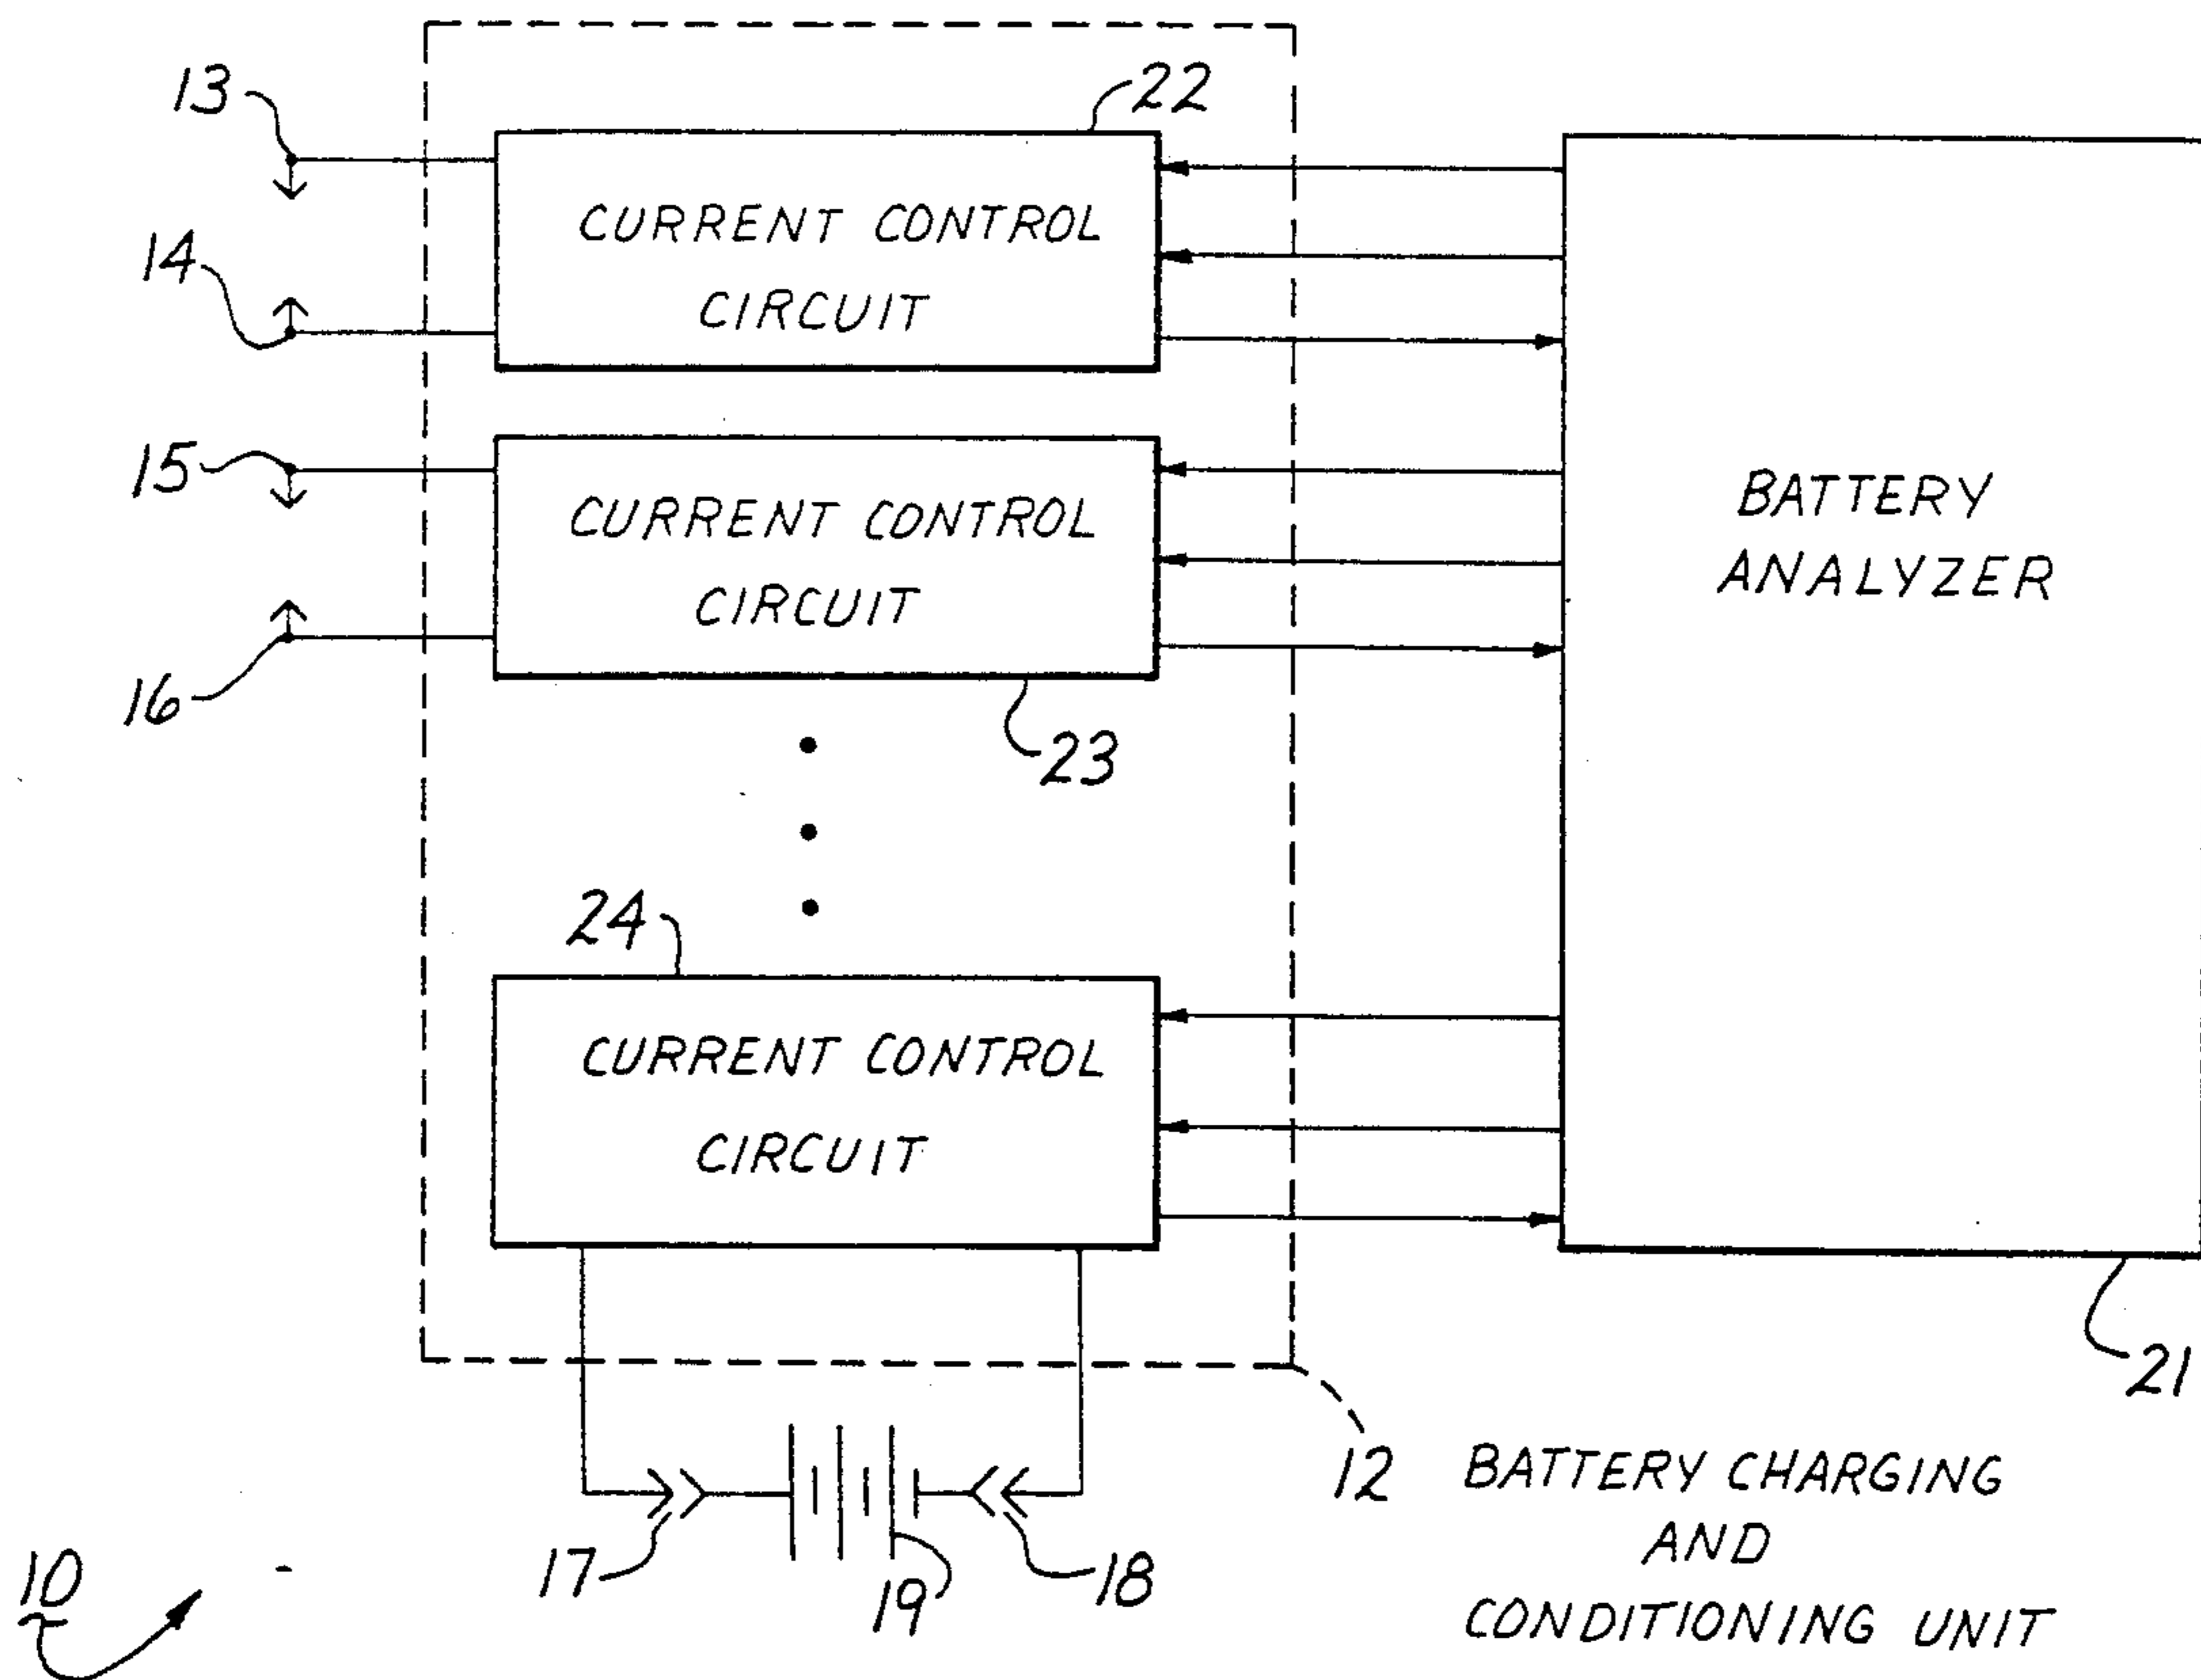 13
22
CURRENT CONTROL
CIRCUIT
14
15
CURRENT CONTROL
CIRCUIT
BATTERY
ANALYZER
16
23
24
CURRENT CONTROL
CIRCUIT
21
12
BATTERY CHARGING
AND
CONDITIONING UNIT
17
19
18
10